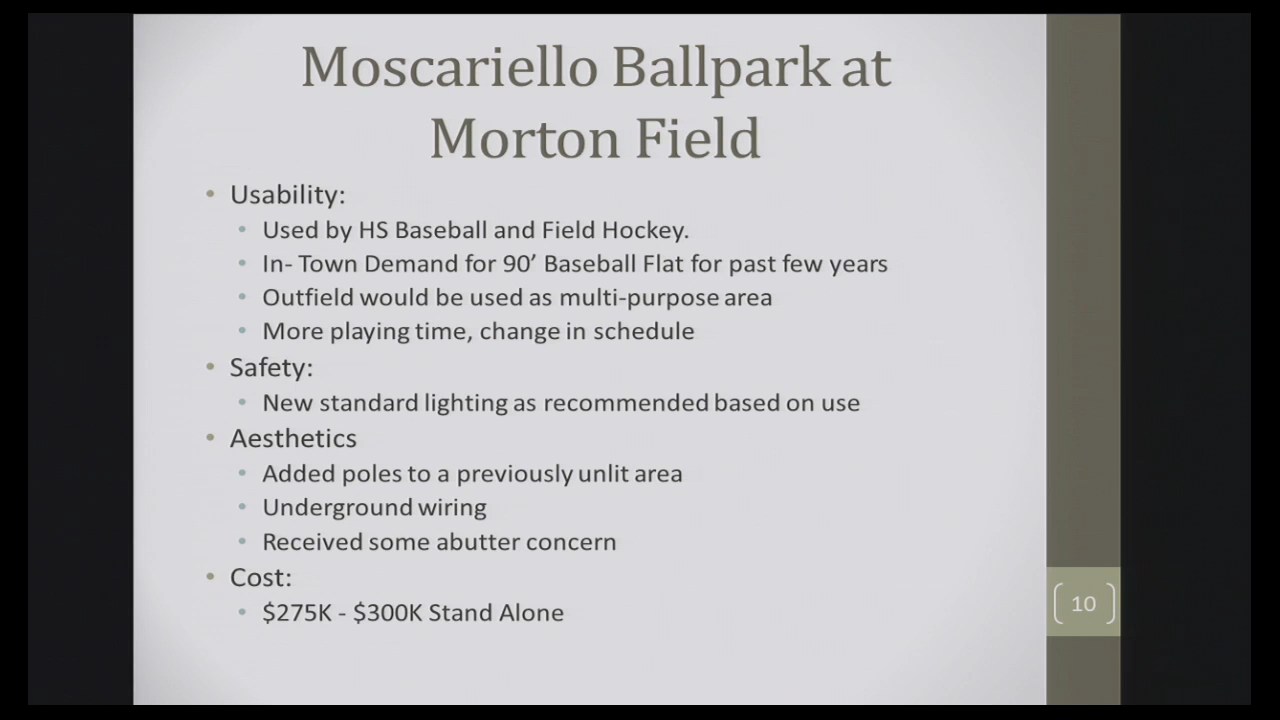 Moscariello Ballpark at
Morton Field
• Usability:
• Used by HS Baseball and Field Hockey.
• In- Town Demand for 90’ Baseball Flat for past few years
• Outfield would be used as multi-purpose area
• More playing time, change in schedule
• Safety:
• New standard lighting as recommended based on use
• Aesthetics
• Added poles to a previously unlit area
• Underground wiring
• Received some abutter concern
• Cost:
• $275K - $300K Stand Alone
10